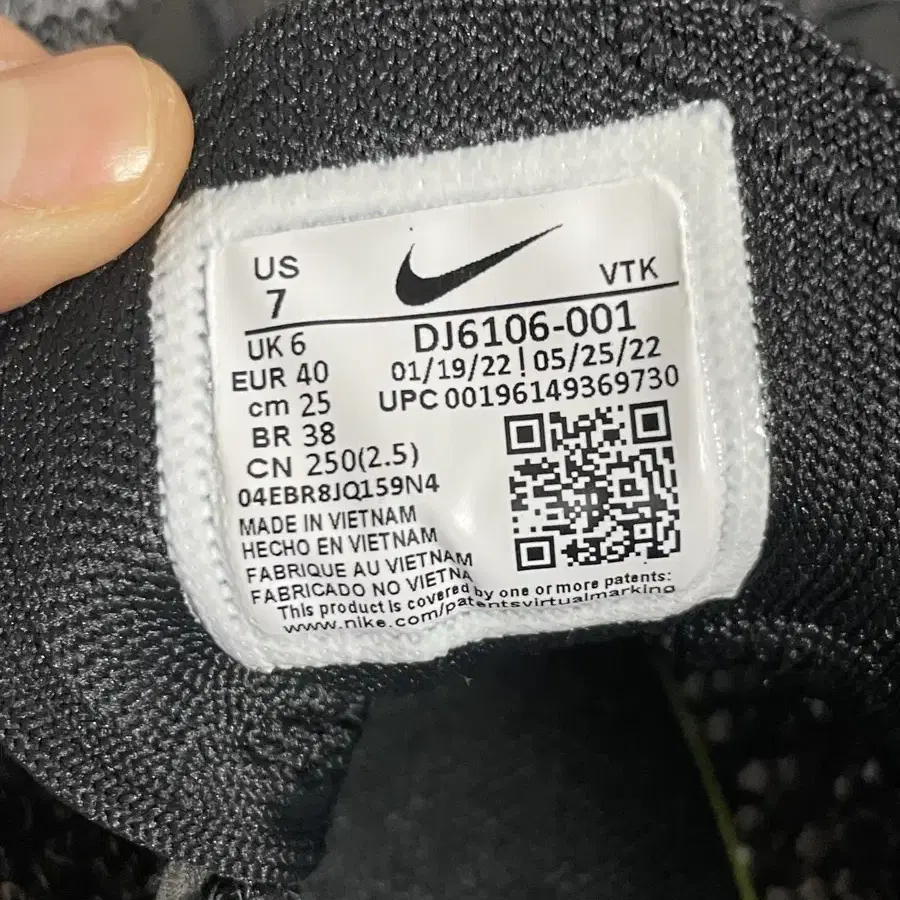 US
7
VTK
UK 6
EUR 40
cm 25
BR 38
CN 250(2.5)
04EBR8JQ159N4
DJ6106-001
01/19/22 | 05/25/22
UPC 00196149369730
MADE IN VIETNAM
HECHO EN VIETNAM
FABRIQUE AU VIETNAM
FABRICADO NO VIETNA
This product is covered by one or more patents:
www.nike.com/patentsvirtualmarking